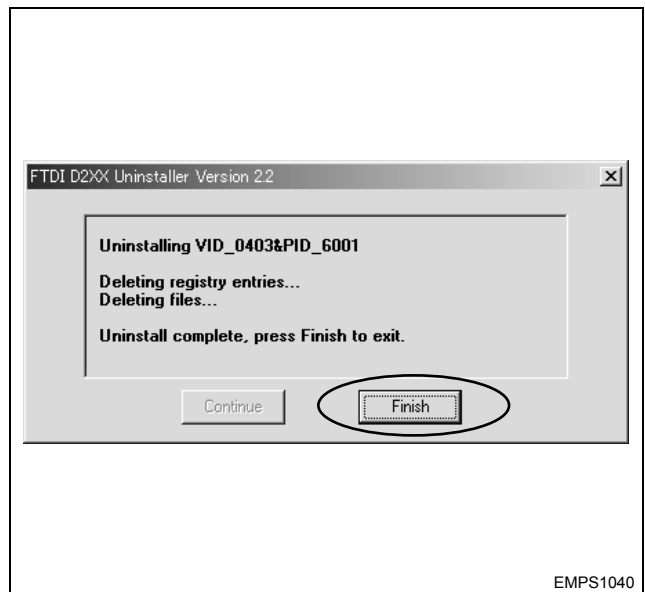 FTDI D2XX Uninstaller Version 2.2
Uninstalling VID_0403&PID_6001
Deleting registry entries...
Deleting files...
Uninstall complete, press Finish to exit.
Continue
Finish
EMPS1040